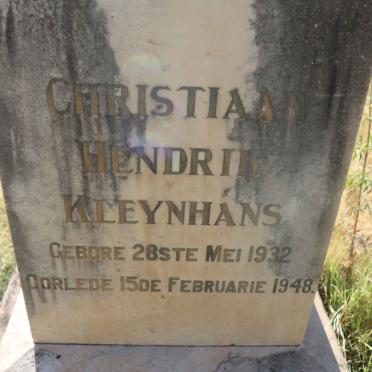 CHRISTIAAN
HENDRIK
KLEYNHANS
GEBORE 28STE MEI 1932
OORLEDE 15DE FEBRUARIE 1948.